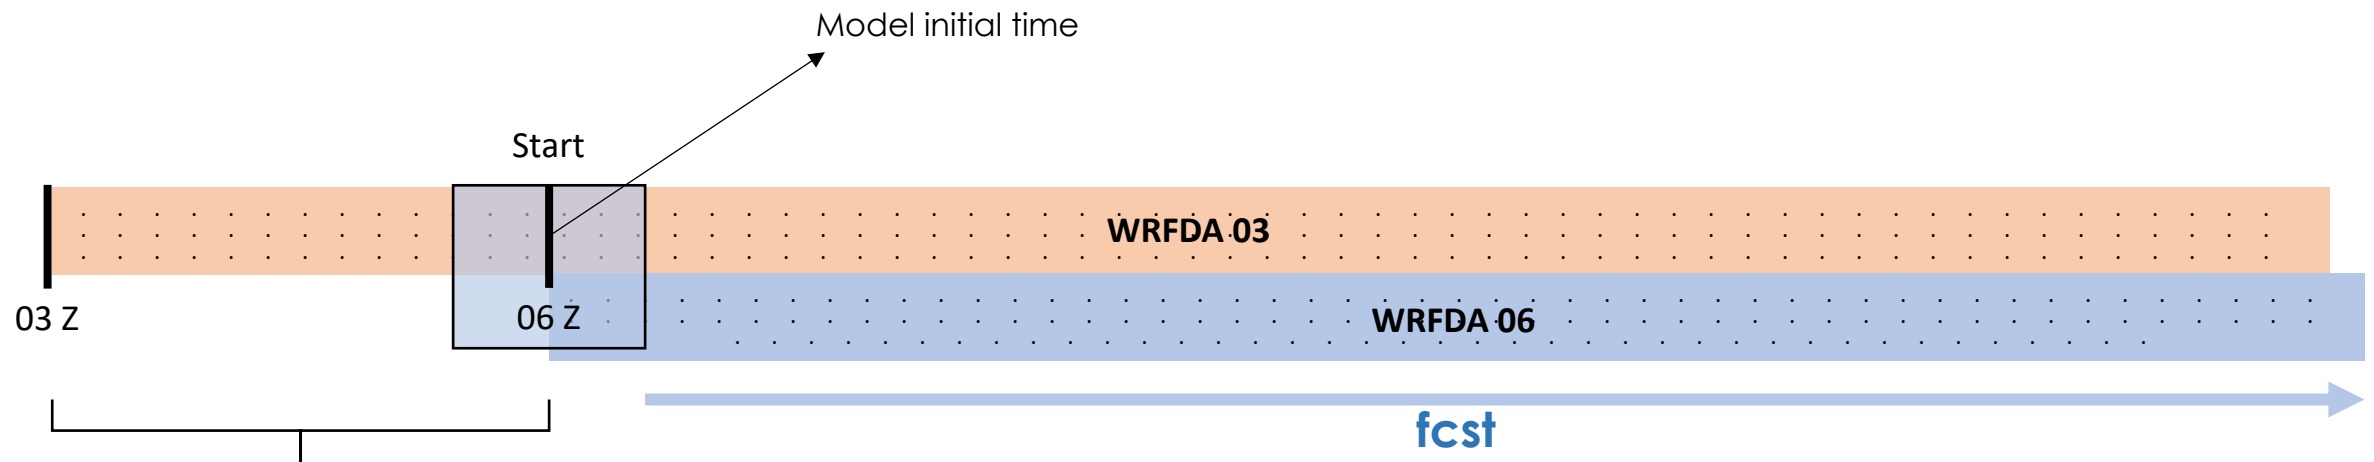 Model initial time
Start
WRFDA 03
03 Z
06 Z
WRFDA 06
fcst